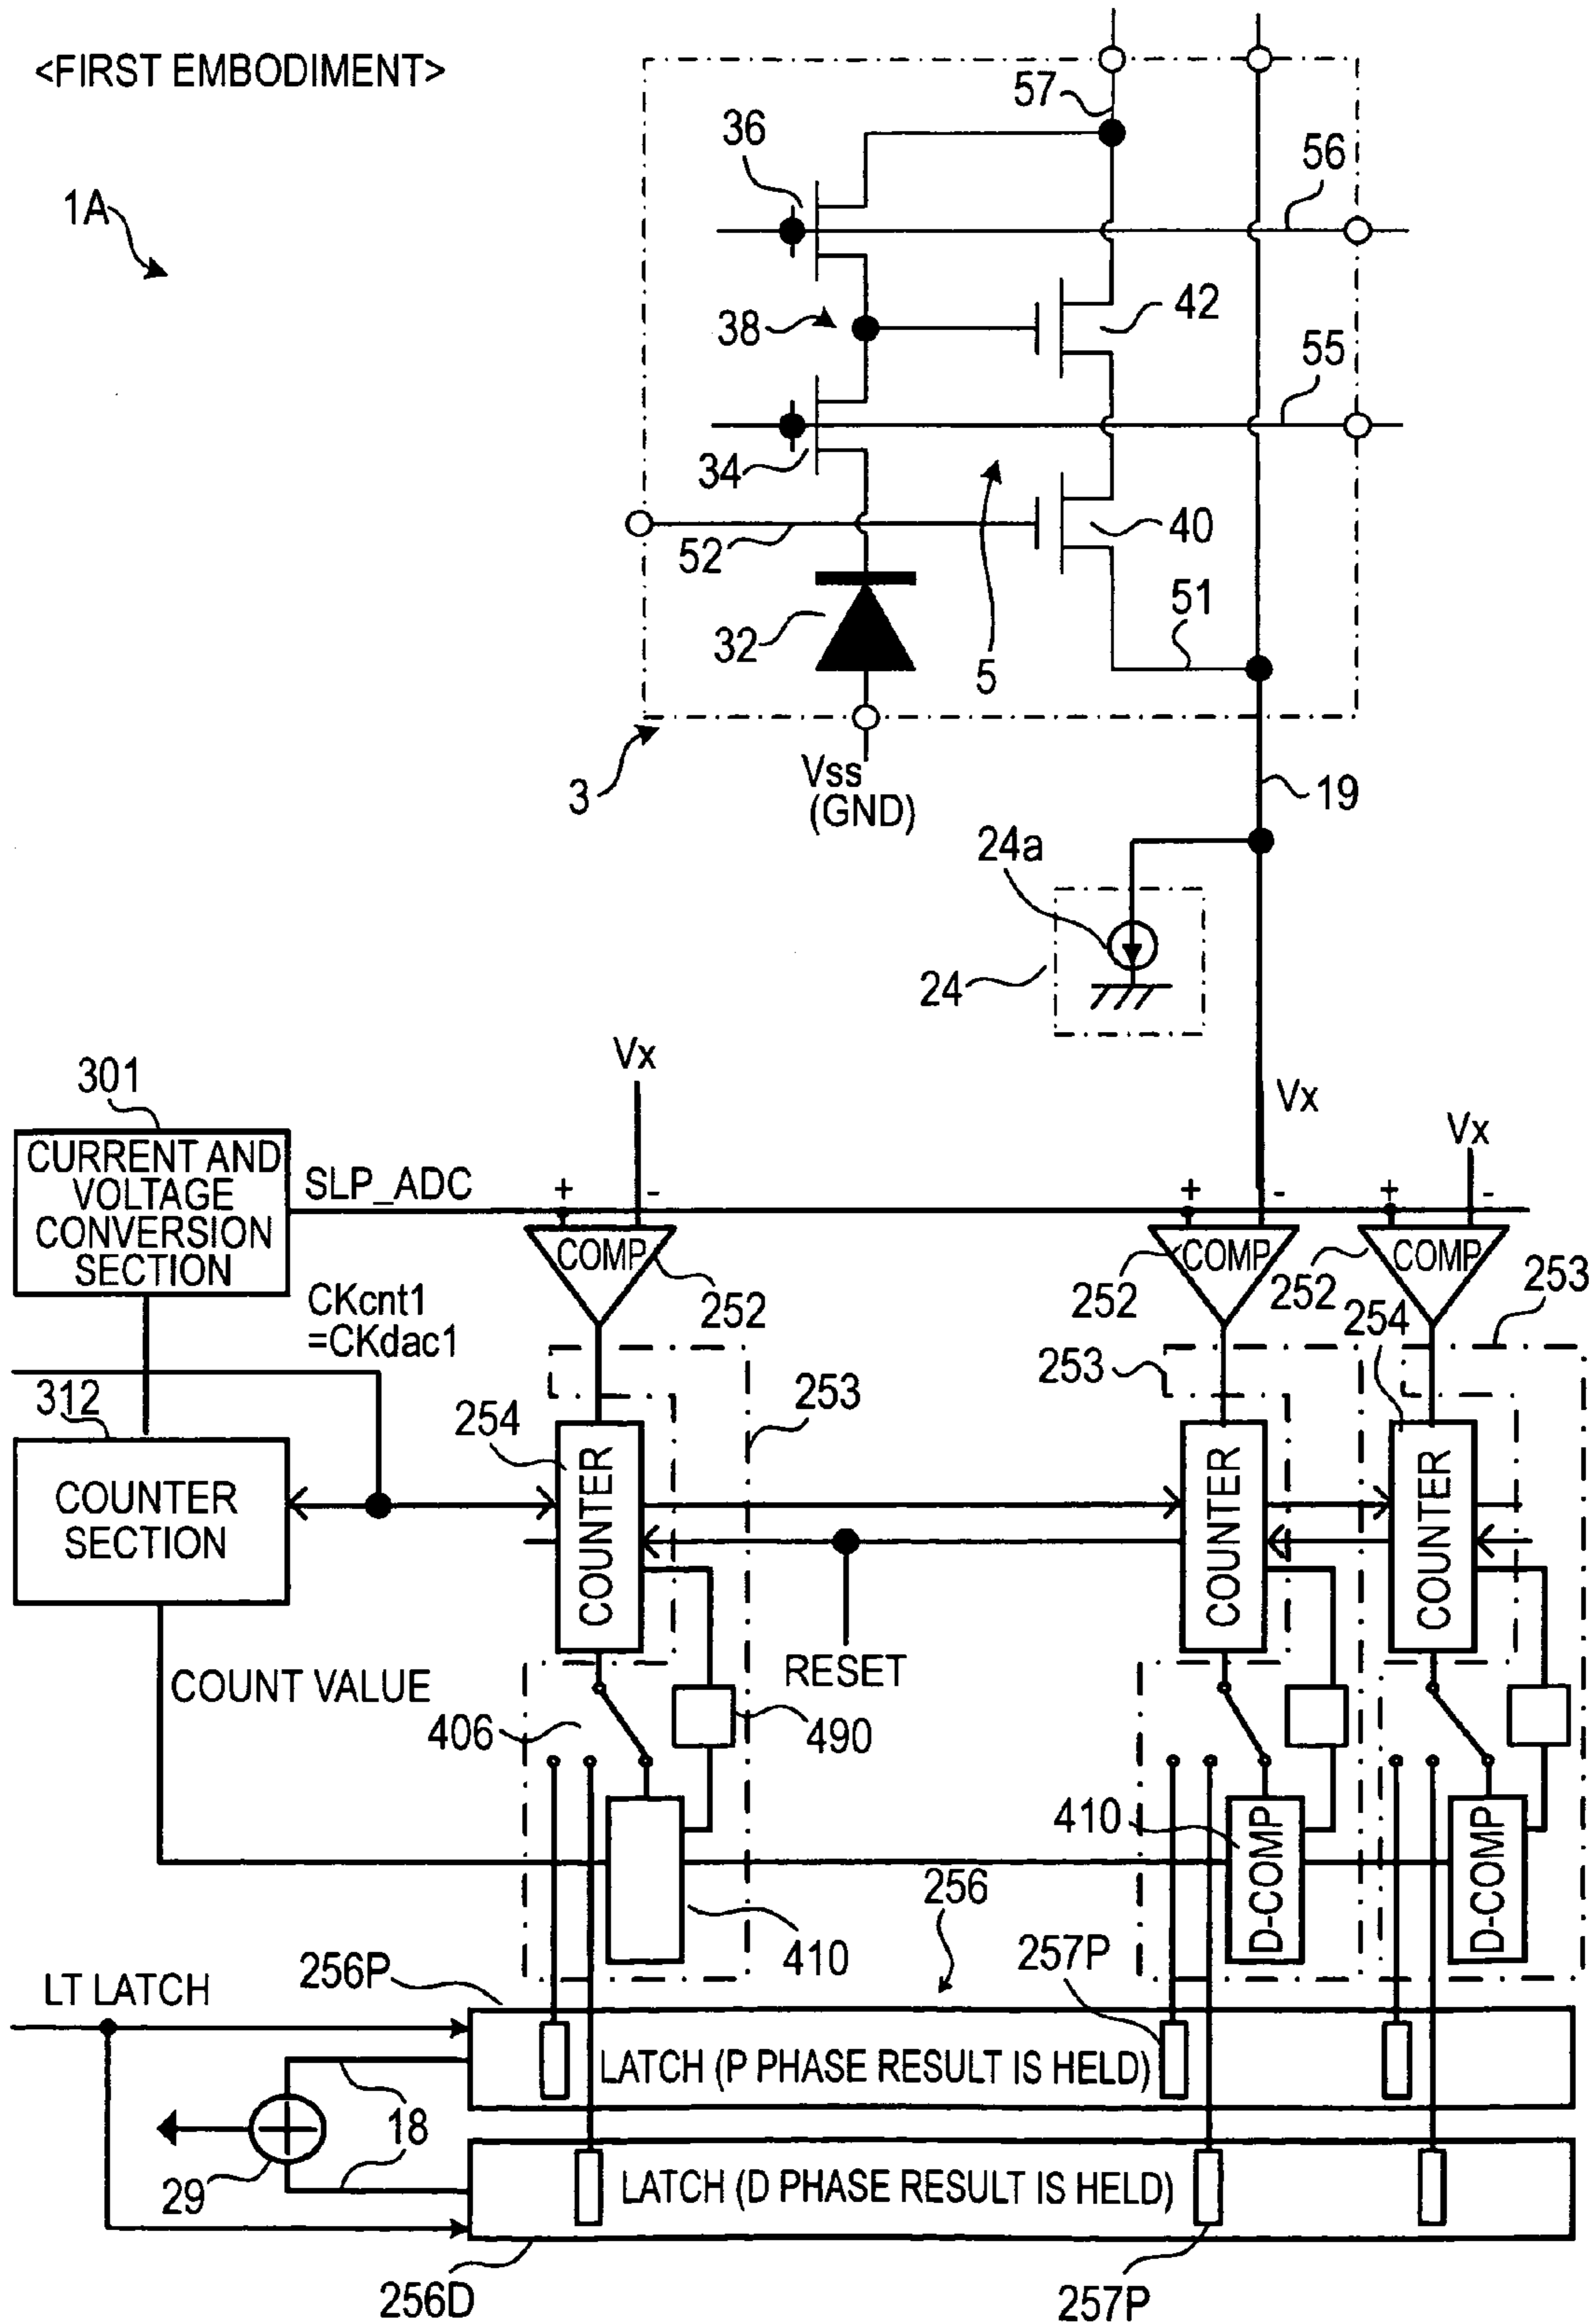 <FIRST EMBODIMENT>
1A
57
36
56
38
42
55
34
40
52
51
32
5
3
Vss
(GND)
19
24a
24
Vx
301
Vx
Vx
CURRENT AND
VOLTAGE
CONVERSION
SECTION
SLP_ADC
+
-
+
-
+
-
COMP
COMP
COMP
252
252
252
253
CKcnt1
=CKdac1
254
253
253
312
254
COUNTER
SECTION
COUNTER
COUNTER
COUNTER
RESET
COUNT VALUE
406
490
410
D-COMP
D-COMP
256
410
257P
256P
LT LATCH
LATCH (P PHASE RESULT IS HELD)
18
29
LATCH (D PHASE RESULT IS HELD)
256D
257P